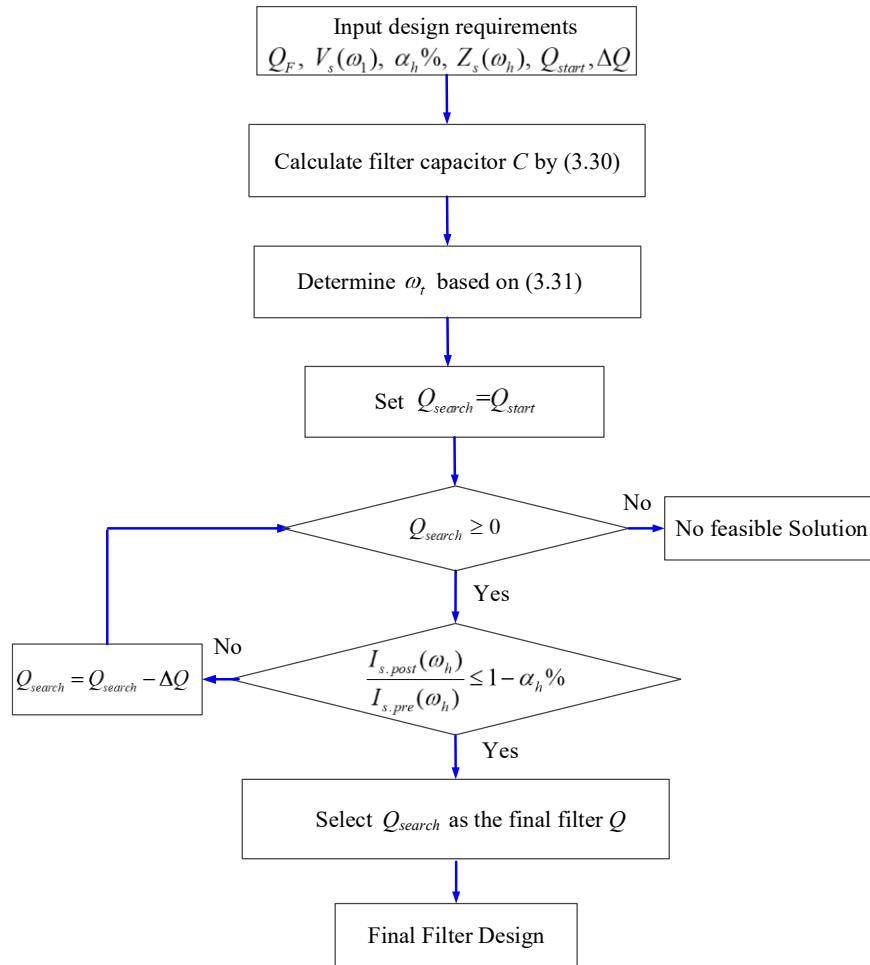 Input design requirements
Q_F, V_s(ω_1), α_h%, Z_s(ω_h), Q_start, ΔQ
Calculate filter capacitor C by (3.30)
Determine ω_t based on (3.31)
Set Q_search=Q_start
Q_search ≥ 0
No
No feasible Solution
Yes
No
I_s.post(ω_h)/I_s.pre(ω_h) ≤ 1 − α_h%
Q_search = Q_search − ΔQ
Yes
Select Q_search as the final filter Q
Final Filter Design